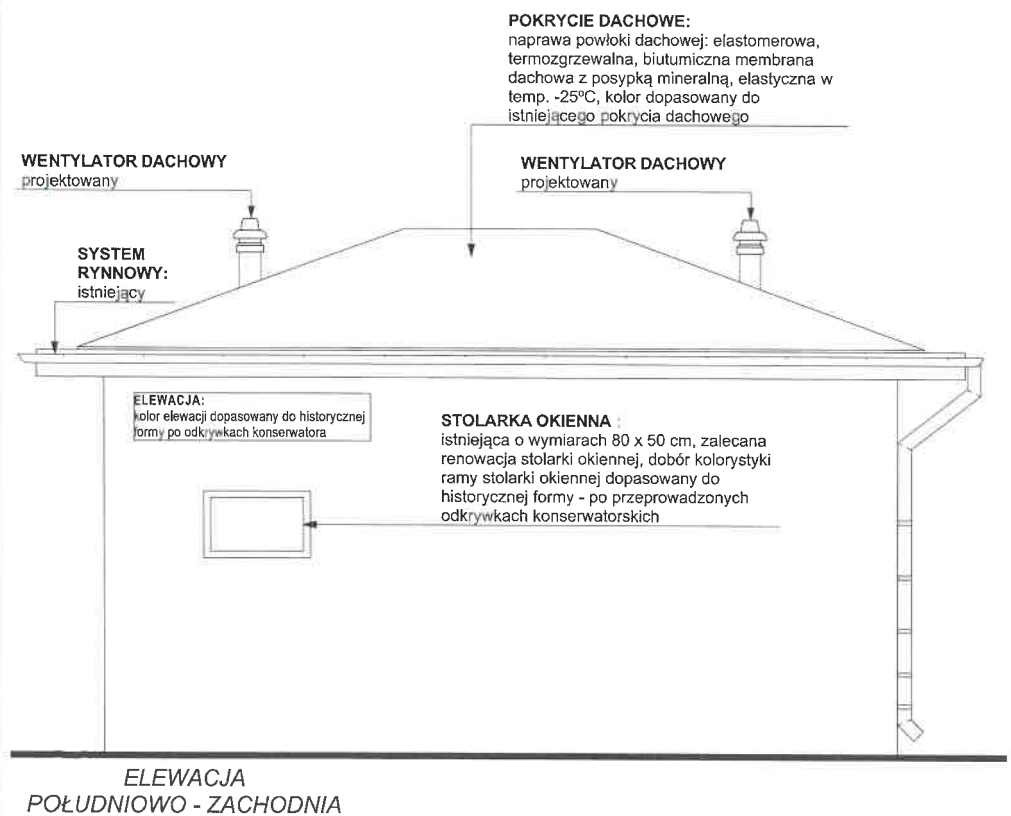 POKRYCIE DACHOWE:
naprawa powłoki dachowej: elastomerowa,
termozgrzewalna, biutumiczna membrana
dachowa z posypką mineralną, elastyczna w
temp. -25ºC, kolor dopasowany do
istniejącego pokrycia dachowego
WENTYLATOR DACHOWY
projektowany
WENTYLATOR DACHOWY
projektowany
SYSTEM
RYNNOWY:
istniejący
ELEWACJA:
kolor elewacji dopasowany do historycznej
formy po odkrywkach konserwatora
STOLARKA OKIENNA :
istniejąca o wymiarach 80 x 50 cm, zalecana
renowacja stolarki okiennej, dobór kolorystyki
ramy stolarki okiennej dopasowany do
historycznej formy - po przeprowadzonych
odkrywkach konserwatorskich
ELEWACJA
POŁUDNIOWO - ZACHODNIA